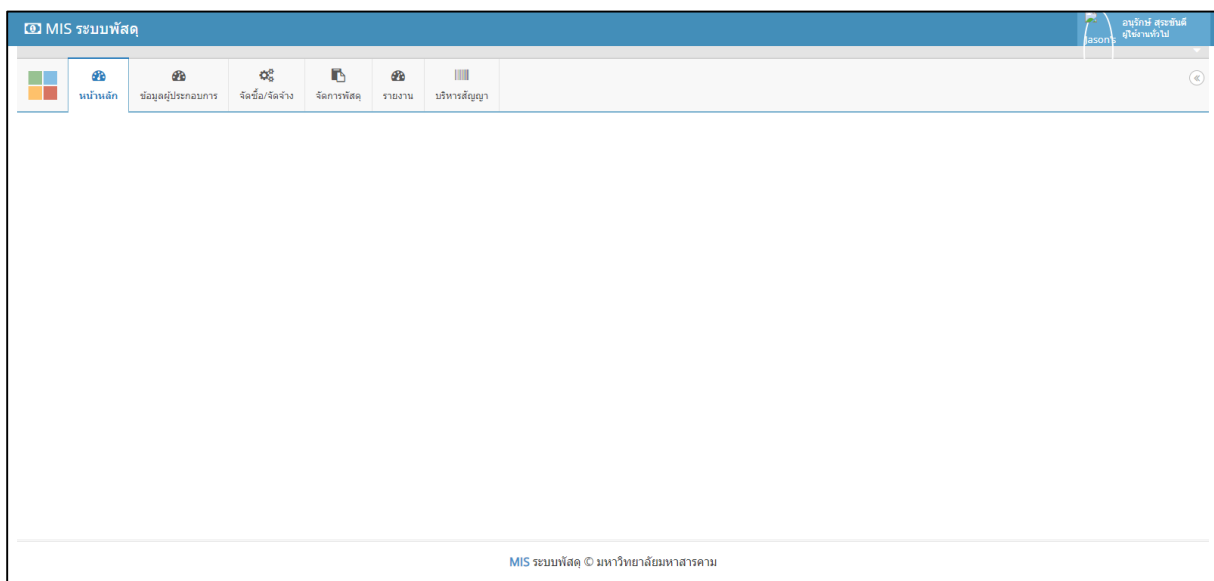 MIS ระบบพัสดุ
อนุรักษ์ สุระขันตี
ผู้ใช้งานทั่วไป
Jason's
หน้าหลัก
ข้อมูลผู้ประกอบการ
จัดซื้อ/จัดจ้าง
จัดการพัสดุ
รายงาน
บริหารสัญญา
MIS ระบบพัสดุ © มหาวิทยาลัยมหาสารคาม